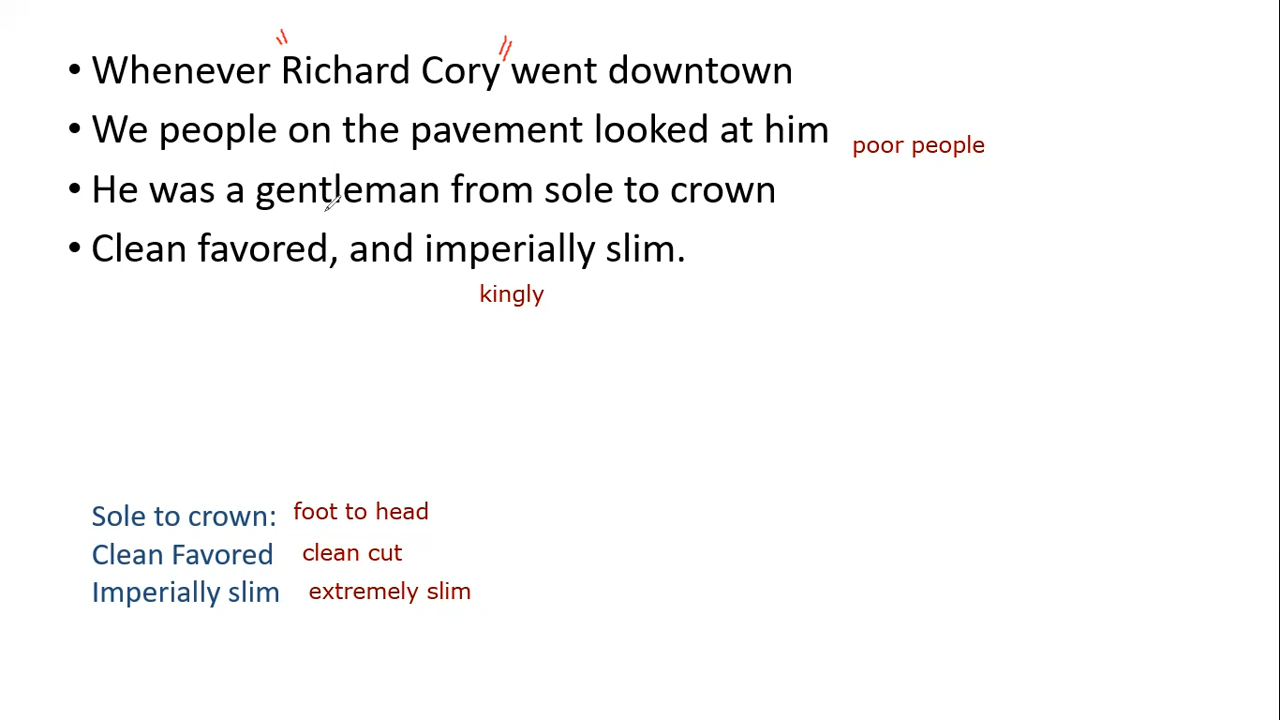 • Whenever "Richard Cory" went downtown
• We people on the pavement looked at him poor people
• He was a gentleman from sole to crown
• Clean favored, and imperially slim.
kingly
Sole to crown: foot to head
Clean Favored clean cut
Imperially slim extremely slim